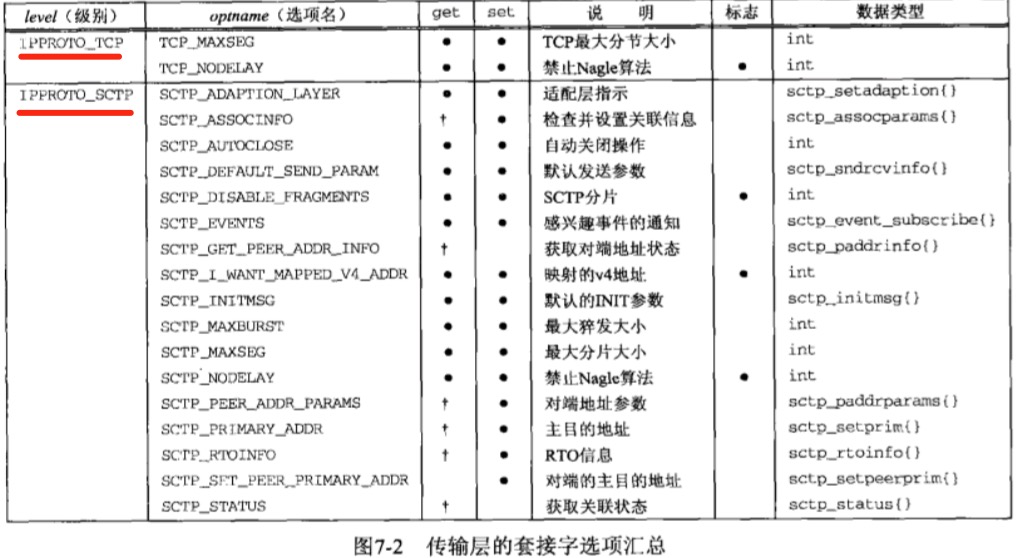 level（级别） optname（选项名） get set 说 明 标志 数据类型
IPPROTO_TCP TCP_MAXSEG ● ● TCP最大分节大小 int
TCP_NODELAY ● ● 禁止Nagle算法 ● int
IPPROTO_SCTP SCTP_ADAPTION_LAYER ● ● 适配层指示 sctp_setadaption{}
SCTP_ASSOCINFO † ● 检查并设置关联信息 sctp_assocparams{}
SCTP_AUTOCLOSE ● ● 自动关闭操作 int
SCTP_DEFAULT_SEND_PARAM ● ● 默认发送参数 sctp_sndrcvinfo{}
SCTP_DISABLE_FRAGMENTS ● ● SCTP分片 ● int
SCTP_EVENTS ● ● 感兴趣事件的通知 sctp_event_subscribe{}
SCTP_GET_PEER_ADDR_INFO † 获取对端地址状态 sctp_paddrinfo{}
SCTP_I_WANT_MAPPED_V4_ADDR ● ● 映射的v4地址 ● int
SCTP_INITMSG ● ● 默认的INIT参数 sctp_initmsg{}
SCTP_MAXBURST ● ● 最大猝发大小 int
SCTP_MAXSEG ● ● 最大分片大小 int
SCTP_NODELAY ● ● 禁止Nagle算法 ● int
SCTP_PEER_ADDR_PARAMS † ● 对端地址参数 sctp_paddrparams{}
SCTP_PRIMARY_ADDR † ● 主目的地址 sctp_setprim{}
SCTP_RTOINFO † ● RTO信息 sctp_rtoinfo{}
SCTP_SET_PEER_PRIMARY_ADDR ● 对端的主目的地址 sctp_setpeerprim{}
SCTP_STATUS † 获取关联状态 sctp_status{}
图7-2 传输层的套接字选项汇总